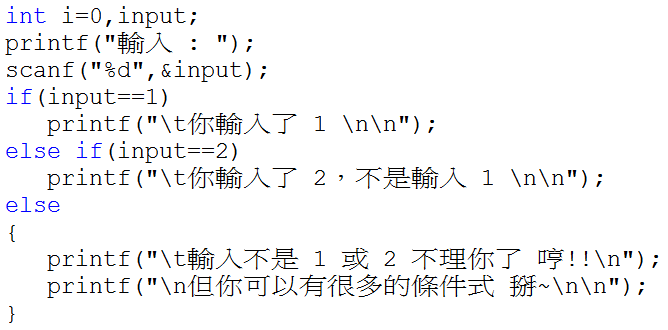 int i=0,input;
printf("輸入 : ");
scanf("%d",&input);
if(input==1)
   printf("\t你輸入了 1 \n\n");
else if(input==2)
   printf("\t你輸入了 2，不是輸入 1 \n\n");
else
{
   printf("\t輸入不是 1 或 2 不理你了 哼!!\n");
   printf("\n但你可以有很多的條件式 掰~\n\n");
}